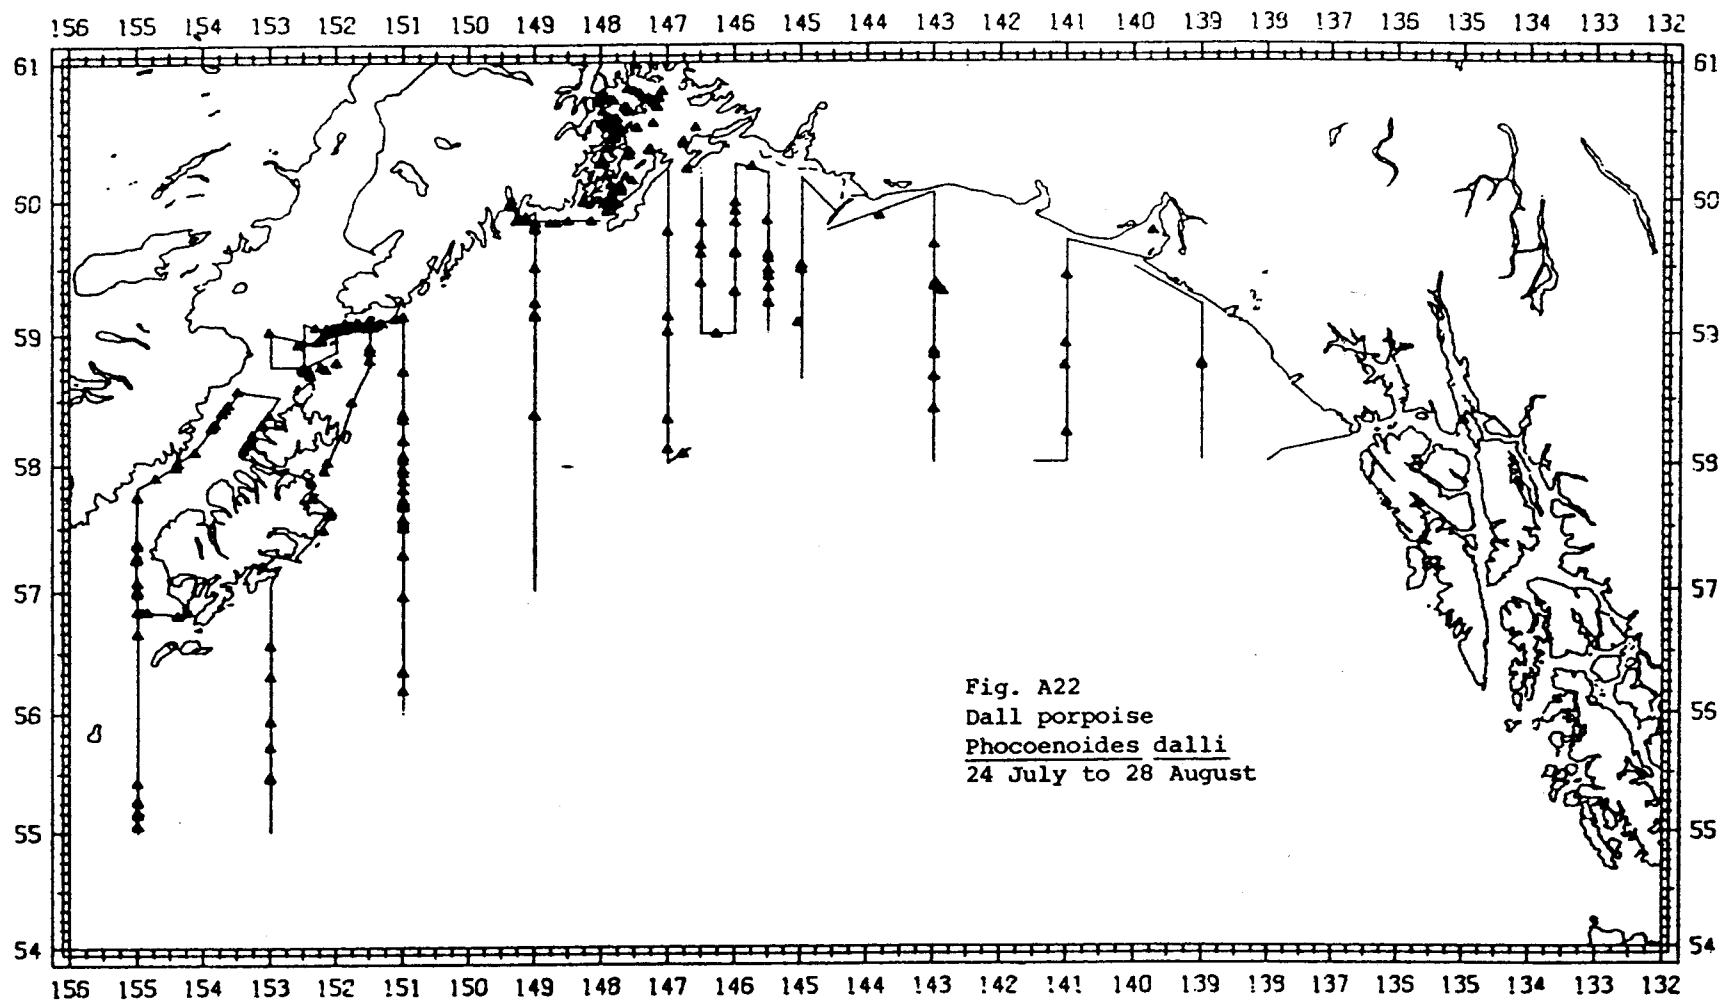 156 155 154 153 152 151 150 149 148 147 146 145 144 143 142 141 140 139 138 137 136 135 134 133 132
61 61
60 60
59 59
58 58
57 57
Fig. A22
Dall porpoise
56 56
Phocoenoides dalli
24 July to 28 August
55 55
54 54
156 155 154 153 152 151 150 149 148 147 146 145 144 143 142 141 140 139 138 137 136 135 134 133 132